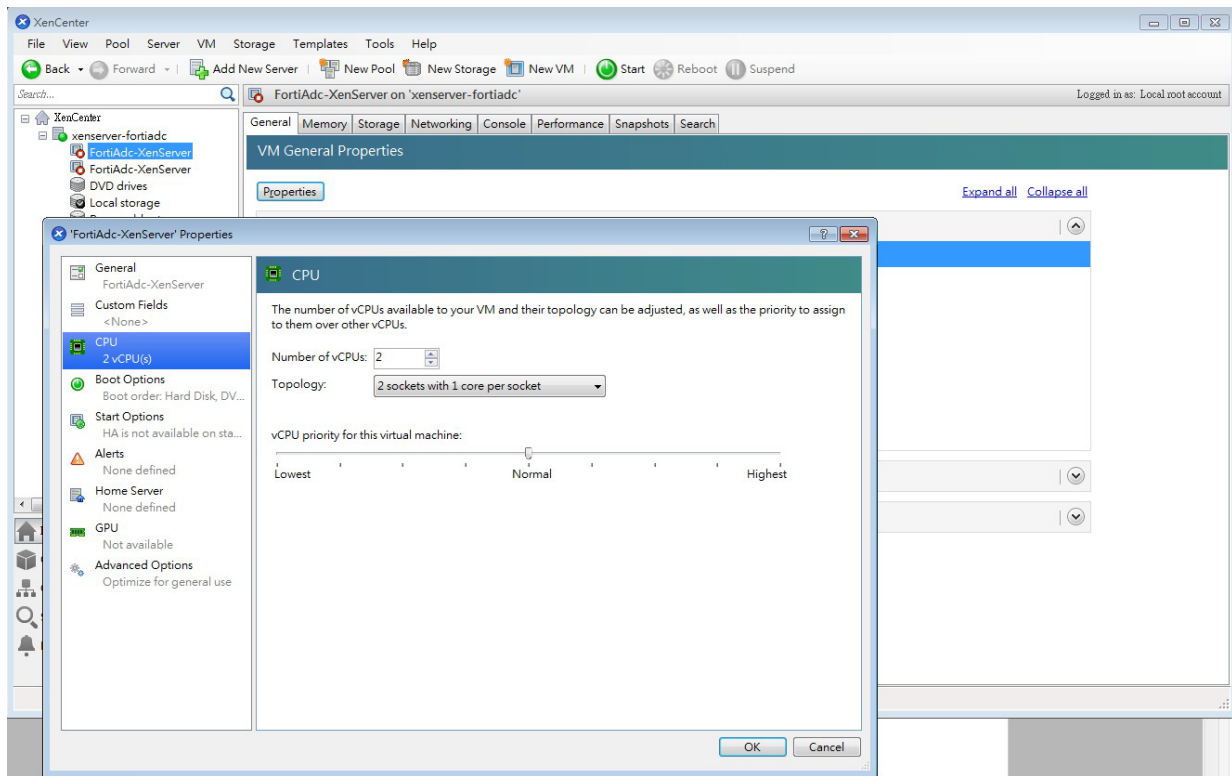 XenCenter
File View Pool Server VM Storage Templates Tools Help
Back Forward Add New Server New Pool New Storage New VM Start Reboot Suspend
Search...
FortiAdc-XenServer on 'xenserver-fortiadc'
Logged in as: Local root account
XenCenter
xenserver-fortiadc
FortiAdc-XenServer
FortiAdc-XenServer
DVD drives
Local storage
General Memory Storage Networking Console Performance Snapshots Search
VM General Properties
Properties
Expand all Collapse all
'FortiAdc-XenServer' Properties
General
FortiAdc-XenServer
Custom Fields
<None>
CPU
2 vCPU(s)
Boot Options
Boot order: Hard Disk, DV...
Start Options
HA is not available on sta...
Alerts
None defined
Home Server
None defined
GPU
Not available
Advanced Options
Optimize for general use
CPU
The number of vCPUs available to your VM and their topology can be adjusted, as well as the priority to assign
to them over other vCPUs.
Number of vCPUs: 2
Topology: 2 sockets with 1 core per socket
vCPU priority for this virtual machine:
Lowest Normal Highest
OK Cancel